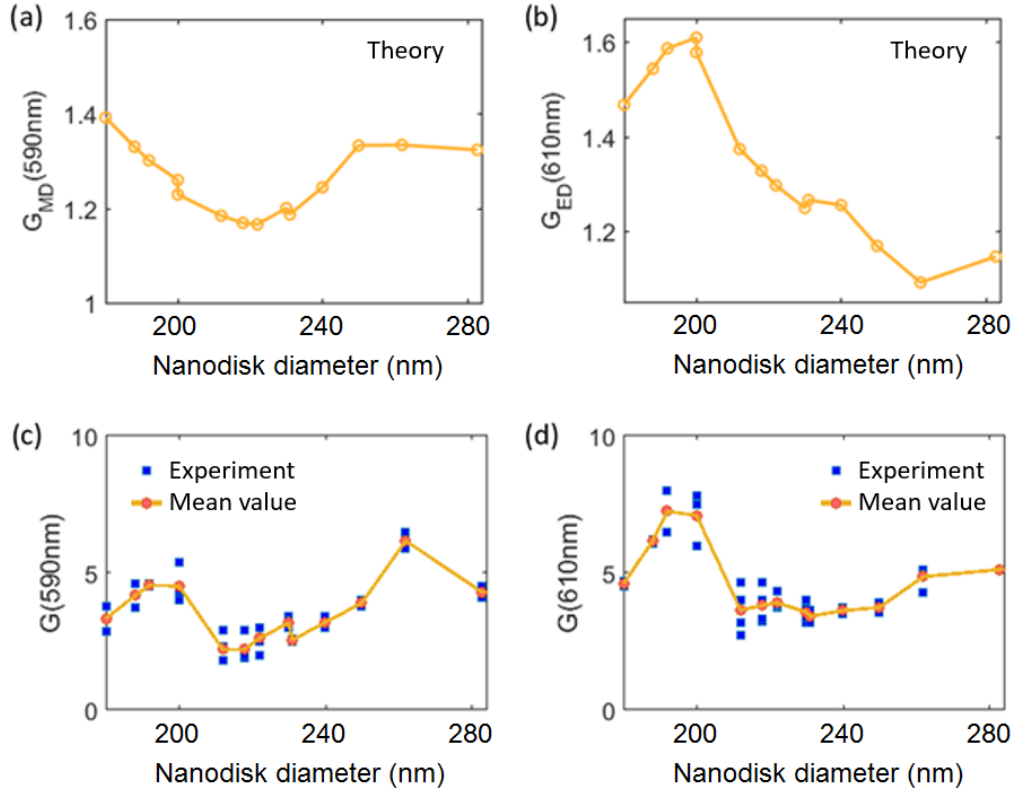 (a)
1.6
1.4
1.2
1
G_MD(590nm)
Theory
200
240
280
Nanodisk diameter (nm)
(b)
1.6
1.4
1.2
G_ED(610nm)
Theory
200
240
280
Nanodisk diameter (nm)
(c)
10
5
0
G(590nm)
Experiment
Mean value
200
240
280
Nanodisk diameter (nm)
(d)
10
5
0
G(610nm)
Experiment
Mean value
200
240
280
Nanodisk diameter (nm)